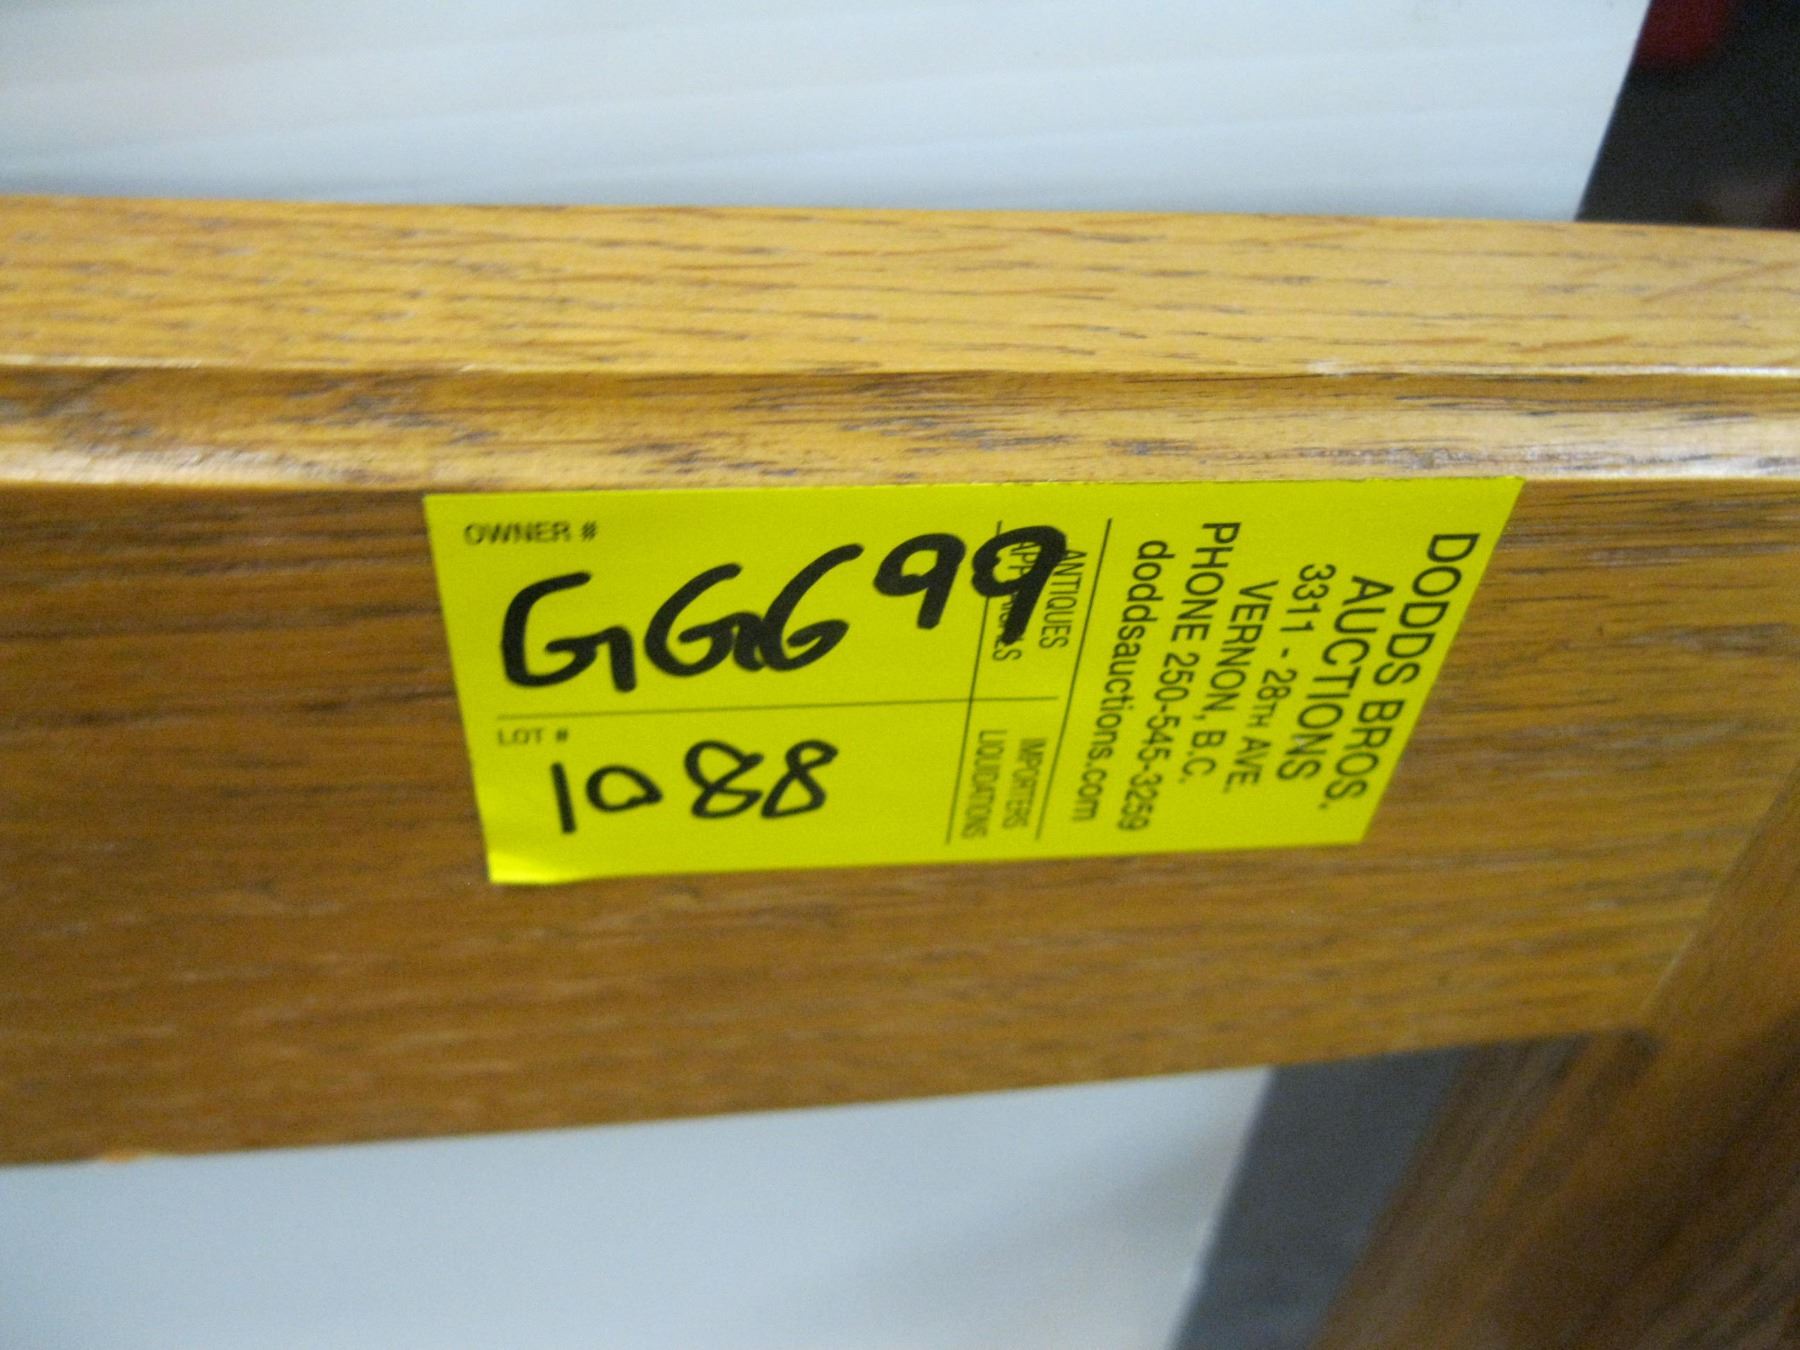 OWNER #
GGG99
LOT #
1088
ANTIQUES
APPRAISALS
IMPORTERS
LIQUIDATIONS
DODDS BROS.
AUCTIONS
3311 - 28TH AVE.
VERNON, B.C.
PHONE 250-545-3259
doddsauctions.com